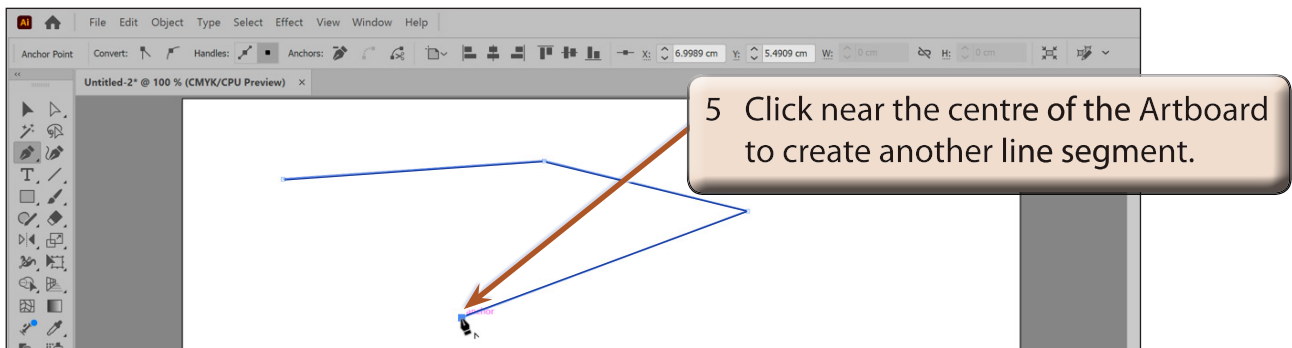 Ai File Edit Object Type Select Effect View Window Help
Anchor Point Convert: Handles: Anchors: X: 6.9989 cm Y: 5.4909 cm W: 0 cm H: 0 cm
Untitled-2* @ 100 % (CMYK/CPU Preview) ×
5 Click near the centre of the Artboard
to create another line segment.
anchor